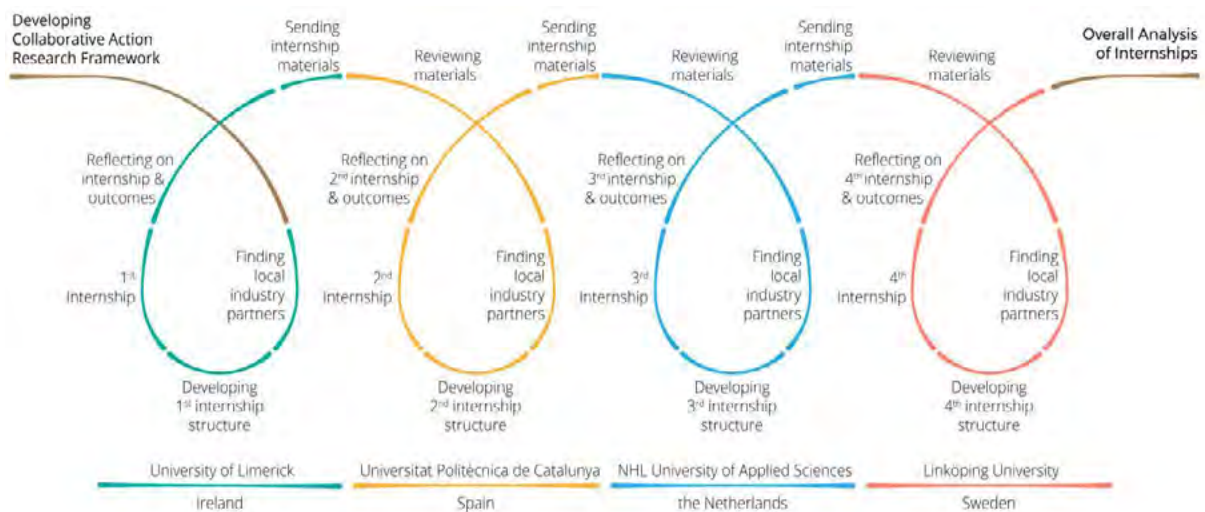 Developing
Collaborative Action
Research Framework
Sending
internship
materials
Reviewing
materials
Sending
internship
materials
Reviewing
materials
Sending
internship
materials
Reviewing
materials
Overall Analysis
of Internships
Reflecting on
internship &
outcomes
Reflecting on
2nd internship
& outcomes
Reflecting on
3rd internship
& outcomes
Reflecting on
4th internship
& outcomes
1st
Internship
Finding
local
industry
partners
2nd
Internship
Finding
local
industry
partners
3rd
Internship
Finding
local
industry
partners
4th
Internship
Finding
local
industry
partners
Developing
1st internship
structure
Developing
2nd internship
structure
Developing
3rd internship
structure
Developing
4th internship
structure
University of Limerick
Ireland
Universitat Politècnica de Catalunya
Spain
NHL University of Applied Sciences
the Netherlands
Linkoping University
Sweden